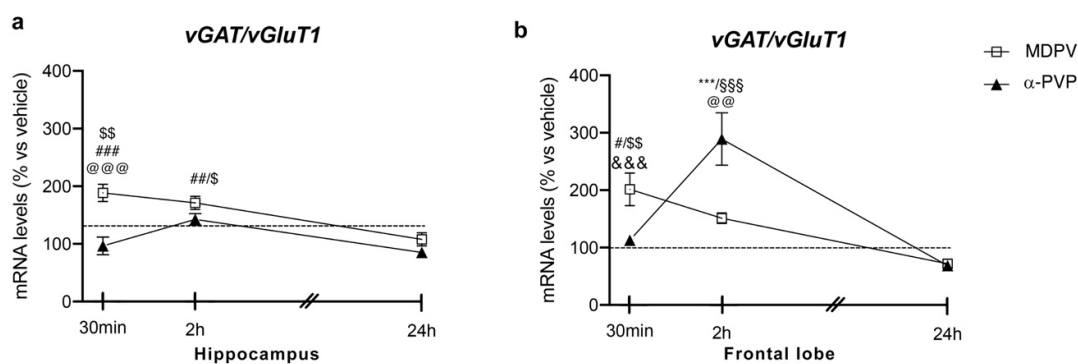 a
vGAT/vGluT1
mRNA levels (% vs vehicle)
400
300
200
100
0
$$
###
@@@
##/$
30min
2h
24h
Hippocampus
b
vGAT/vGluT1
mRNA levels (% vs vehicle)
400
300
200
100
0
#/$$
&&&
***/§§§
@@
30min
2h
24h
Frontal lobe
MDPV
α-PVP